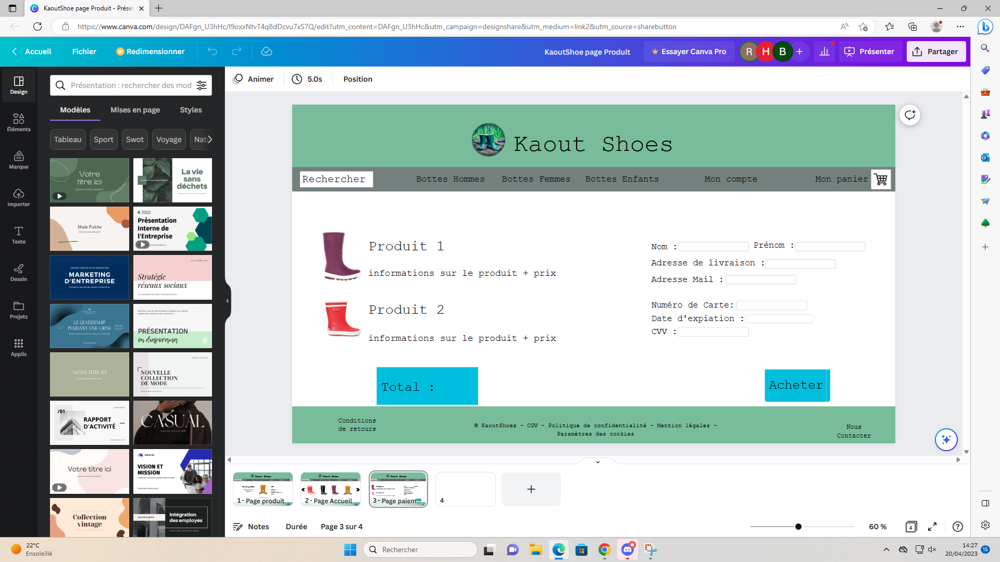 KaoutShoe page Produit - Présen
https://www.canva.com/design/DAFgn_U3hHc/I9oxxNtvT4q8dDcvu7xS7Q/edit?utm_content=DAFgn_U3hHc&utm_campaign=designshare&utm_medium=link2&utm_source=sharebutton
Accueil
Fichier
Redimensionner
KaoutShoe page Produit
Essayer Canva Pro
R H B
Présenter
Partager
Design
Éléments
Marque
Importer
Texte
Dessin
Projets
Applis
Présentation : rechercher des mod
Modèles Mises en page Styles
Tableau Sport Swot Voyage Nat
Votre
titre ici
La vie
sans
déchets
Mode Fraîche
Présentation
Interne de
l'Entreprise
MARKETING
D'ENTREPRISE
Stratégie
réseaux sociaux
LE LEADERSHIP
PENDANT UNE CRISE
PRÉSENTATION
en diaporama
VOTRE TITRE ICI
NOUVELLE
COLLECTION
DE MODE
/01
RAPPORT
D'ACTIVITÉ
CASUAL
FASHION COLLECTION
Votre titre ici
VISION ET
MISSION
Collection
vintage
Intégration
des employés
Animer
5.0s
Position
Kaout Shoes
Rechercher
Bottes Hommes
Bottes Femmes
Bottes Enfants
Mon compte
Mon panier
Produit 1
informations sur le produit + prix
Produit 2
informations sur le produit + prix
Total :
Nom :
Prénom :
Adresse de livraison :
Adresse Mail :
Numéro de Carte:
Date d'expiation :
CVV :
Acheter
Conditions
de retours
© KaoutShoes - CGV - Politique de confidentialité - Mention légales -
Paramètres des cookies
Nous
Contacter
1 - Page produit
2 - Page Accueil
3 - Page paiem...
4
Notes
Durée
Page 3 sur 4
60 %
4
22°C
Ensoleillé
Rechercher
14:27
20/04/2023
15